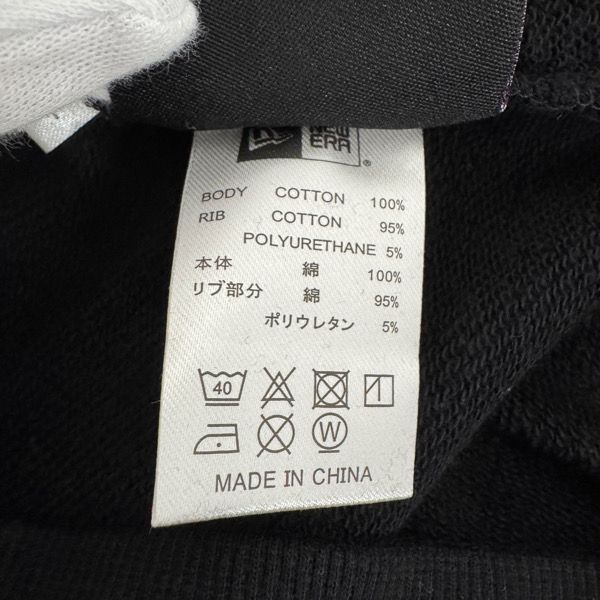 NEW
ERA
®
BODY COTTON 100%
RIB COTTON 95%
POLYURETHANE 5%
本体 綿 100%
リブ部分 綿 95%
ポリウレタン 5%
40
W
MADE IN CHINA